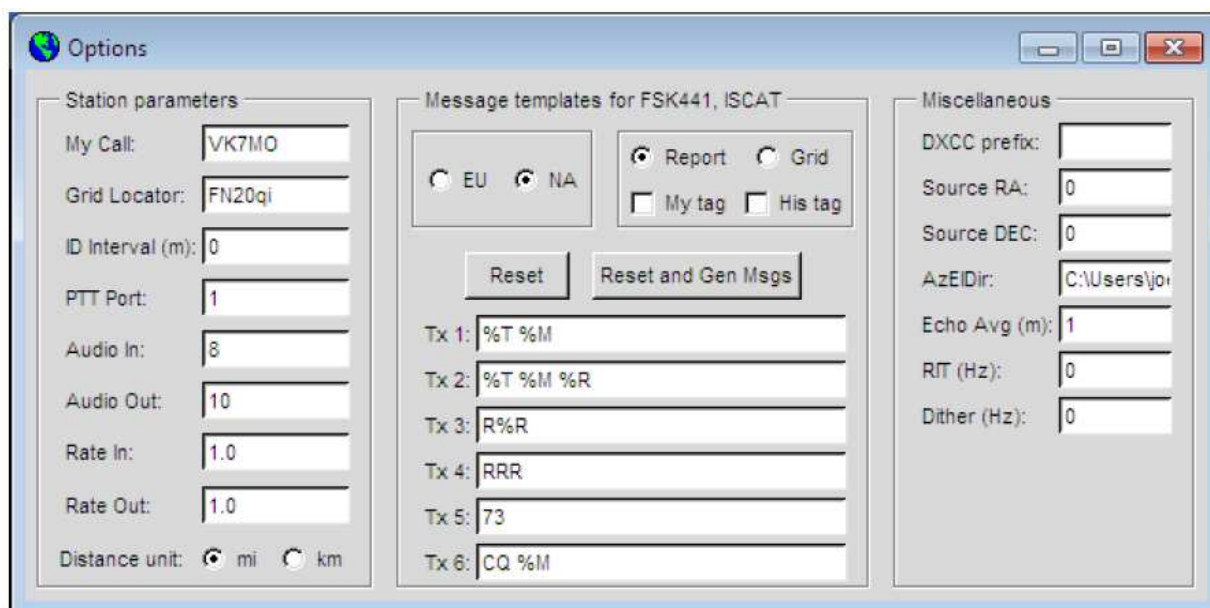 Options
Station parameters
My Call: VK7MO
Grid Locator: FN20qi
ID Interval (m): 0
PTT Port: 1
Audio In: 8
Audio Out: 10
Rate In: 1.0
Rate Out: 1.0
Distance unit: mi km
Message templates for FSK441, ISCAT
EU NA
Report Grid
My tag His tag
Reset Reset and Gen Msgs
Tx 1: %T %M
Tx 2: %T %M %R
Tx 3: R%R
Tx 4: RRR
Tx 5: 73
Tx 6: CQ %M
Miscellaneous
DXCC prefix:
Source RA: 0
Source DEC: 0
AzElDir: C:\Users\jo
Echo Avg (m): 1
RIT (Hz): 0
Dither (Hz): 0